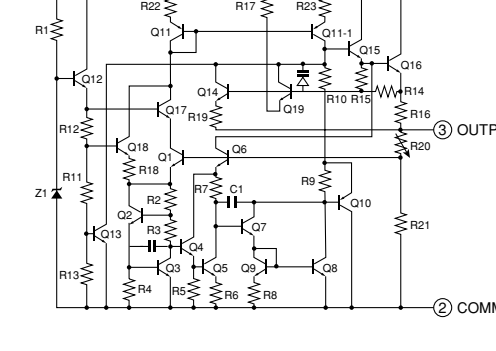 R22
R17
R23
R1
Q11
Q11-1
Q15
Q12
Q16
Q14
R10
R15
R14
Q17
Q19
R16
R19
3
OUTP
R12
Q18
Q6
R20
Q1
R18
R11
R7
C1
R9
Z1
R2
Q10
Q2
R3
Q7
R21
Q13
Q4
Q3
Q5
Q9
Q8
R13
R4
R5
R6
R8
2
COMM